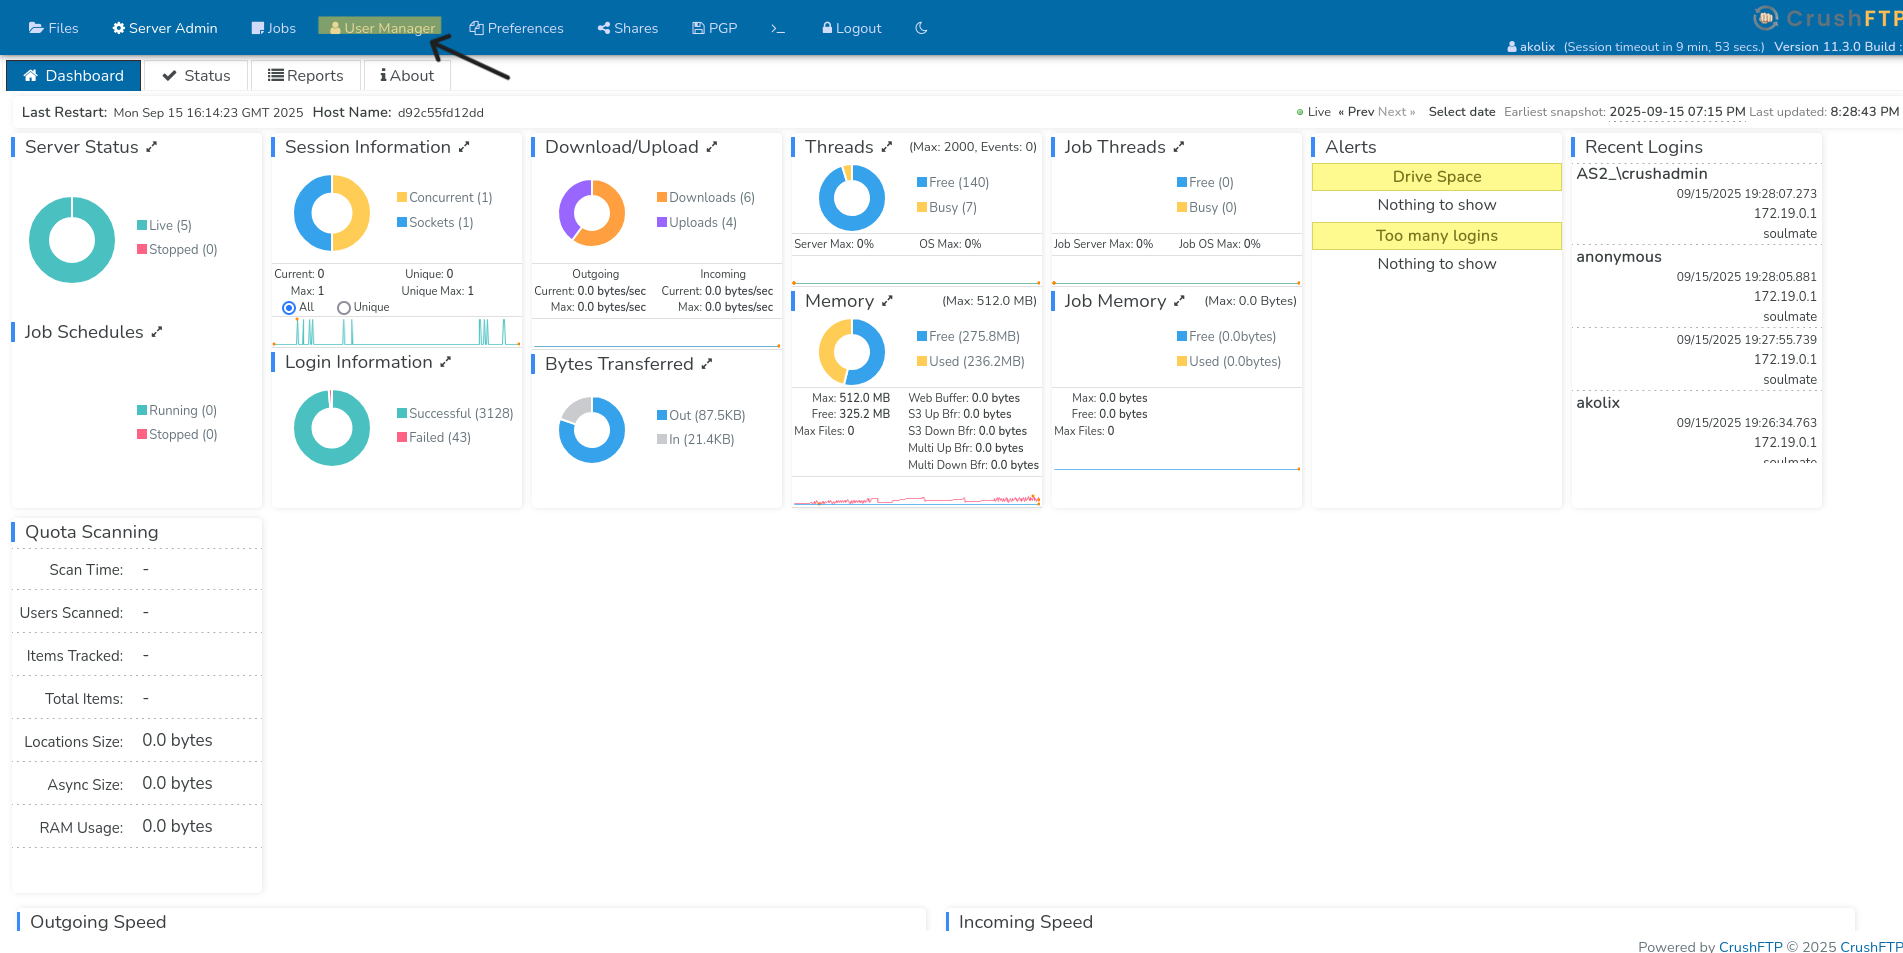 Files Server Admin Jobs User Manager Preferences Shares PGP >_ Logout
CrushFTP
akolix (Session timeout in 9 min, 53 secs.) Version 11.3.0 Build :
Dashboard Status Reports About
Last Restart: Mon Sep 15 16:14:23 GMT 2025 Host Name: d92c55fd12dd
Live « Prev Next » Select date Earliest snapshot: 2025-09-15 07:15 PM Last updated: 8:28:43 PM
Server Status
Live (5)
Stopped (0)
Job Schedules
Running (0)
Stopped (0)
Session Information
Concurrent (1)
Sockets (1)
Current: 0 Unique: 0
Max: 1 Unique Max: 1
All Unique
Login Information
Successful (3128)
Failed (43)
Download/Upload
Downloads (6)
Uploads (4)
Outgoing Incoming
Current: 0.0 bytes/sec Current: 0.0 bytes/sec
Max: 0.0 bytes/sec Max: 0.0 bytes/sec
Bytes Transferred
Out (87.5KB)
In (21.4KB)
Threads (Max: 2000, Events: 0)
Free (140)
Busy (7)
Server Max: 0% OS Max: 0%
Memory (Max: 512.0 MB)
Free (275.8MB)
Used (236.2MB)
Max: 512.0 MB Web Buffer: 0.0 bytes
Free: 325.2 MB S3 Up Bfr: 0.0 bytes
Max Files: 0 S3 Down Bfr: 0.0 bytes
Multi Up Bfr: 0.0 bytes
Multi Down Bfr: 0.0 bytes
Job Threads
Free (0)
Busy (0)
Job Server Max: 0% Job OS Max: 0%
Job Memory (Max: 0.0 Bytes)
Free (0.0bytes)
Used (0.0bytes)
Max: 0.0 bytes
Free: 0.0 bytes
Max Files: 0
Alerts
Drive Space
Nothing to show
Too many logins
Nothing to show
Recent Logins
AS2_\crushadmin
09/15/2025 19:28:07.273
172.19.0.1
soulmate
anonymous
09/15/2025 19:28:05.881
172.19.0.1
soulmate
09/15/2025 19:27:55.739
172.19.0.1
soulmate
akolix
09/15/2025 19:26:34.763
172.19.0.1
soulmate
Quota Scanning
Scan Time: -
Users Scanned: -
Items Tracked: -
Total Items: -
Locations Size: 0.0 bytes
Async Size: 0.0 bytes
RAM Usage: 0.0 bytes
Outgoing Speed Incoming Speed
Powered by CrushFTP © 2025 CrushFTP